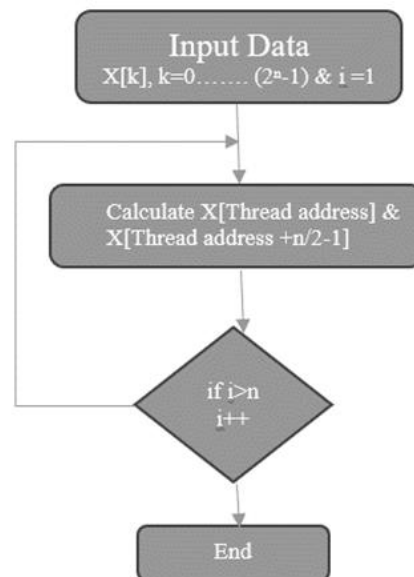 Input Data
X[k], k=0....... (2ⁿ-1) & i =1
Calculate X[Thread address] &
X[Thread address +n/2-1]
if i>n
i++
End